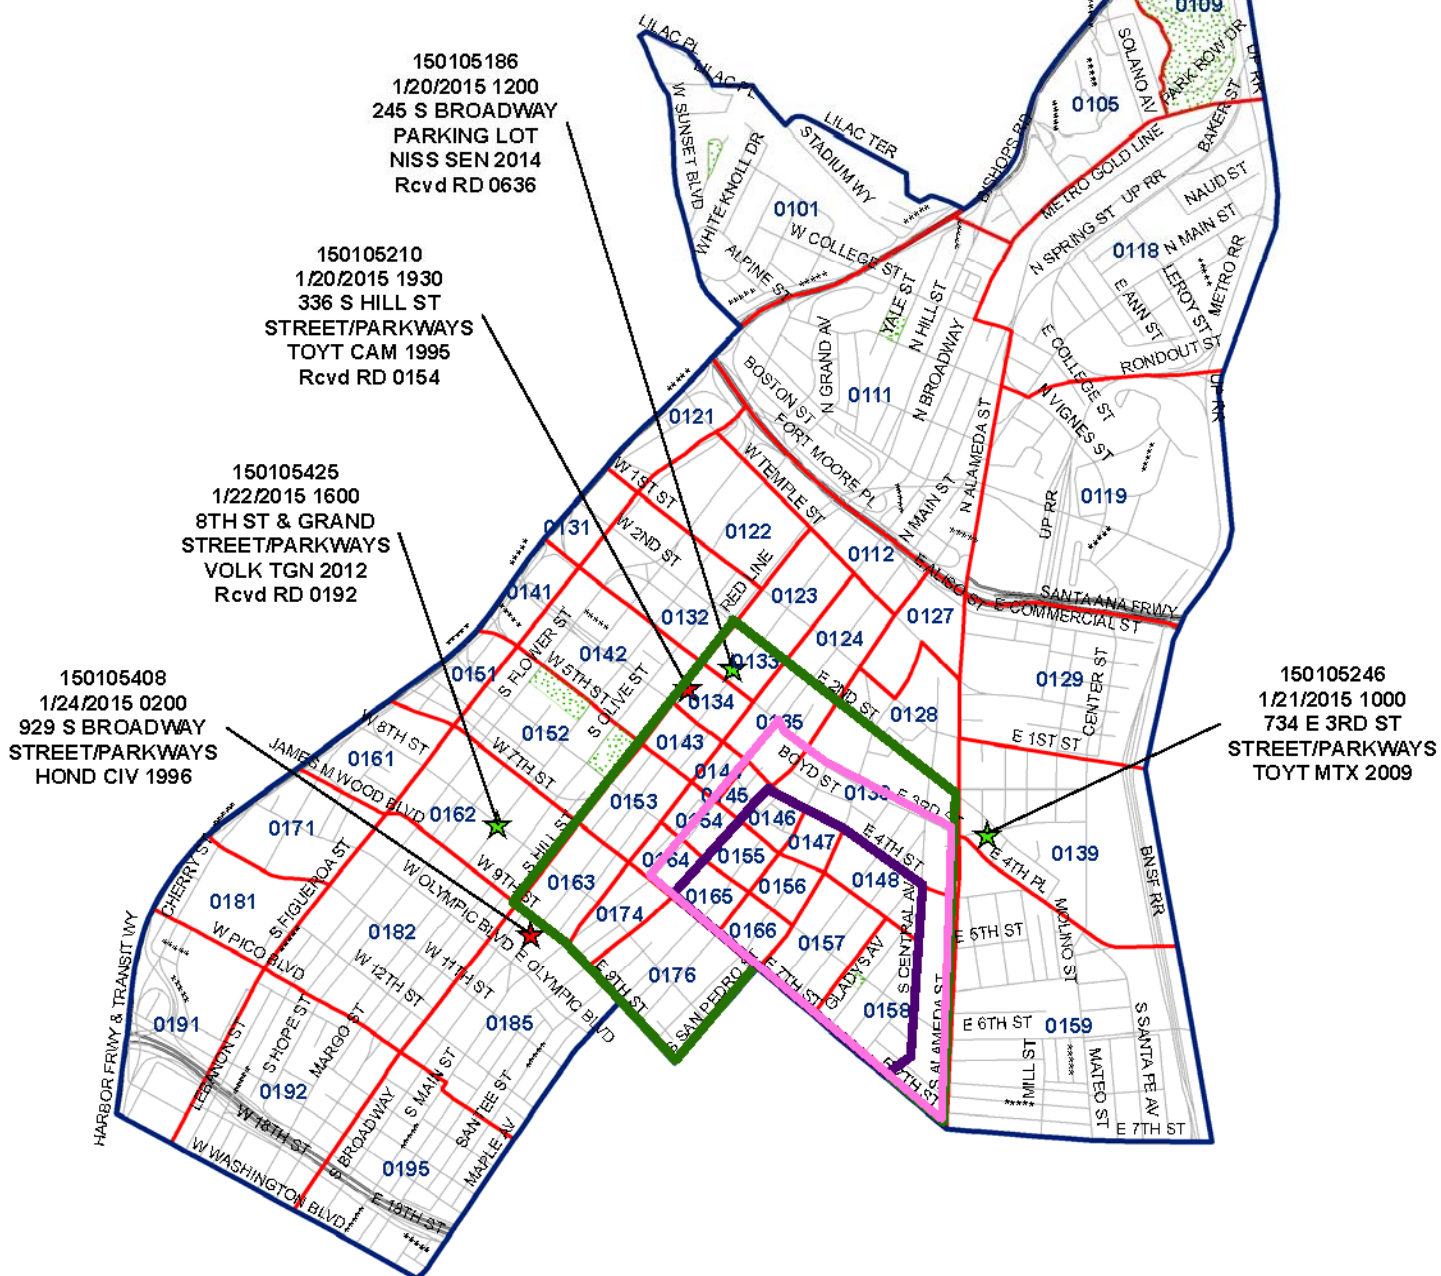 150105186
1/20/2015 1200
245 S BROADWAY
PARKING LOT
NISS SEN 2014
Rcvd RD 0636
150105210
1/20/2015 1930
336 S HILL ST
STREET/PARKWAYS
TOYT CAM 1995
Rcvd RD 0154
150105425
1/22/2015 1600
8TH ST & GRAND
STREET/PARKWAYS
VOLK TGN 2012
Rcvd RD 0192
150105408
1/24/2015 0200
929 S BROADWAY
STREET/PARKWAYS
HOND CIV 1996
150105246
1/21/2015 1000
734 E 3RD ST
STREET/PARKWAYS
TOYT MTX 2009
0109
LILAC PL
LILAC PL
SOLANO AV
PARK ROW DR
UP RR
0105
W SUNSET BLVD
LILAC TER
STADIUM WY
BISHOPS RR
METRO GOLD LINE
BAKER ST
WHITE KNOLL DR
0101
W COLLEGE ST
ALPINE ST
UP RR
NAUD ST
N SPRING ST
0118
N MAIN ST
LEROY ST
METRO RR
E ANN ST
YALE ST
N HILL ST
N BROADWAY
N GRAND AV
E COLLEGE ST
RONDOUT ST
UP RR
BOSTON ST
0111
FORT MOORE PL
N VIGNES ST
N ALAMEDA ST
0121
W TEMPLE ST
W 1ST ST
N MAIN ST
0119
UP RR
0131
0122
W 2ND ST
RED LINE
0112
E ALISO ST
SANTA ANA FRWY
E COMMERCIAL ST
0141
0123
0132
0124
0127
0142
S FLOWER ST
W 5TH ST
S OLIVE ST
0133
0151
0134
E 2ND ST
0128
0129
CENTER ST
E 1ST ST
0135
0152
0143
BOYD ST
W 8TH ST
W 7TH ST
0161
JAMES M WOOD BLVD
0153
0145
E 3RD
0162
0146
0147
E 4TH ST
E 4TH PL
0139
BNSF RR
0171
CHERRY ST
S HILL ST
W 9TH ST
0155
0164
0163
0148
0156
0165
S CENTRAL AV
0181
S FIGUEROA ST
W OLYMPIC BLVD
E OLYMPIC BLVD
0174
0166
0157
GLADYS AV
E 5TH ST
MOLINO ST
W PICO BLVD
0182
W 11TH ST
W 12TH ST
E 9TH ST
0176
S SAN PEDRO
E 7TH ST
0158
S ALAMEDA ST
HARBOR FRWY & TRANSIT WY
0191
LEBANON ST
S HOPE ST
MARGO ST
0185
E 6TH ST
0159
S SANTA FE AV
MILL ST
MATEO ST
E 7TH ST
E 7TH ST
0192
W 18TH ST
S BROADWAY
S MAIN ST
SANTEE ST
MAPLE AV
W WASHINGTON BLVD
0195
E 18TH ST